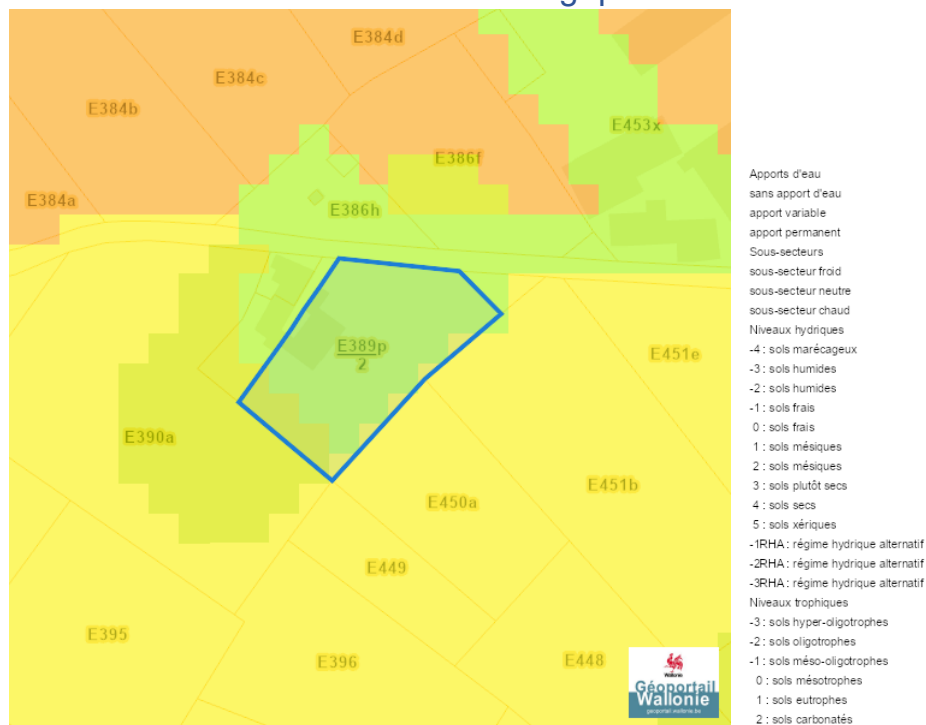 E384d
E384c
E384b
E453x
E386f
E384a
E386h
E389p
2
E451e
E390a
E451b
E450a
E449
E395
E396
E448
Wallonie
Géoportail
Wallonie
geoportail.wallonie.be
Apports d'eau
sans apport d'eau
apport variable
apport permanent
Sous-secteurs
sous-secteur froid
sous-secteur neutre
sous-secteur chaud
Niveaux hydriques
-4 : sols marécageux
-3 : sols humides
-2 : sols humides
-1 : sols frais
0 : sols frais
1 : sols mésiques
2 : sols mésiques
3 : sols plutôt secs
4 : sols secs
5 : sols xériques
-1RHA : régime hydrique alternatif
-2RHA : régime hydrique alternatif
-3RHA : régime hydrique alternatif
Niveaux trophiques
-3 : sols hyper-oligotrophes
-2 : sols oligotrophes
-1 : sols méso-oligotrophes
0 : sols mésotrophes
1 : sols eutrophes
2 : sols carbonatés